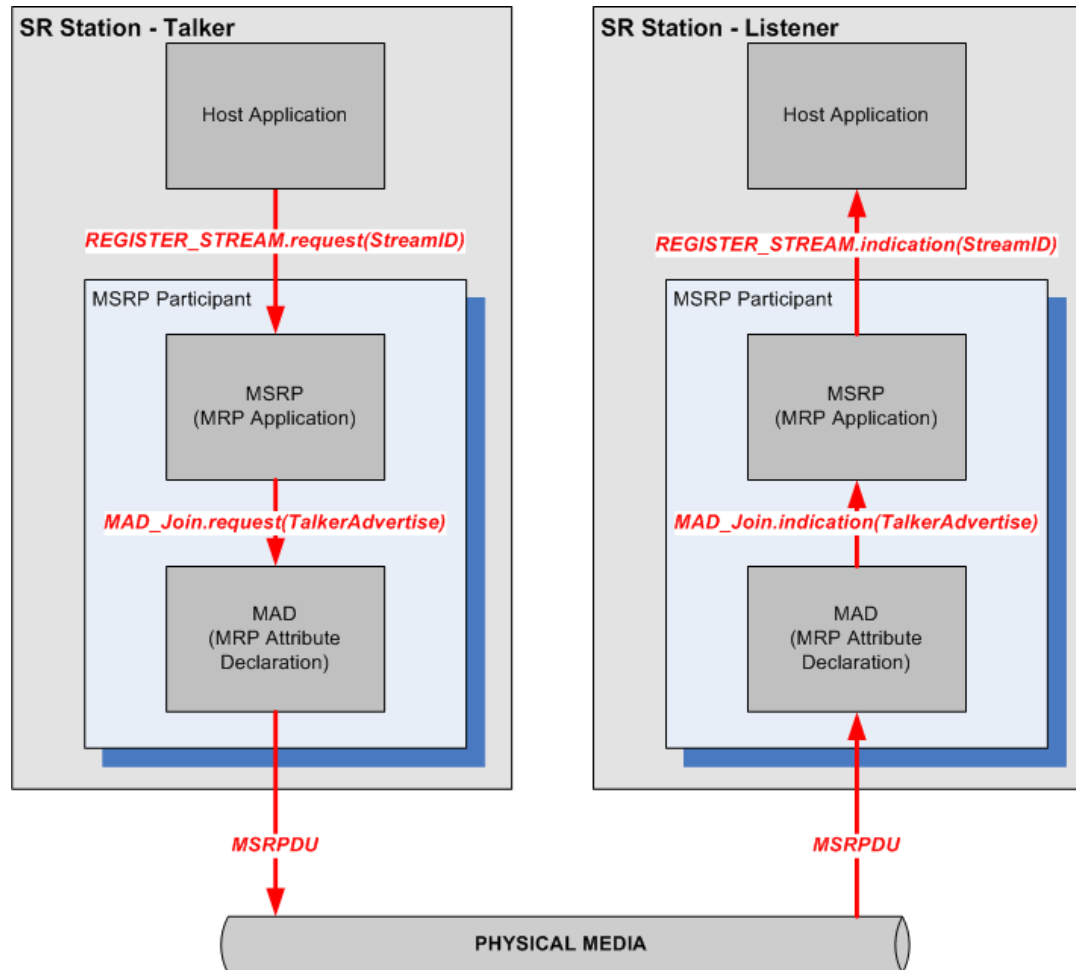 SR Station - Talker
Host Application
REGISTER_STREAM.request(StreamID)
MSRP Participant
MSRP
(MRP Application)
MAD_Join.request(TalkerAdvertise)
MAD
(MRP Attribute
Declaration)
MSRPDU
SR Station - Listener
Host Application
REGISTER_STREAM.indication(StreamID)
MSRP Participant
MSRP
(MRP Application)
MAD_Join.indication(TalkerAdvertise)
MAD
(MRP Attribute
Declaration)
MSRPDU
PHYSICAL MEDIA